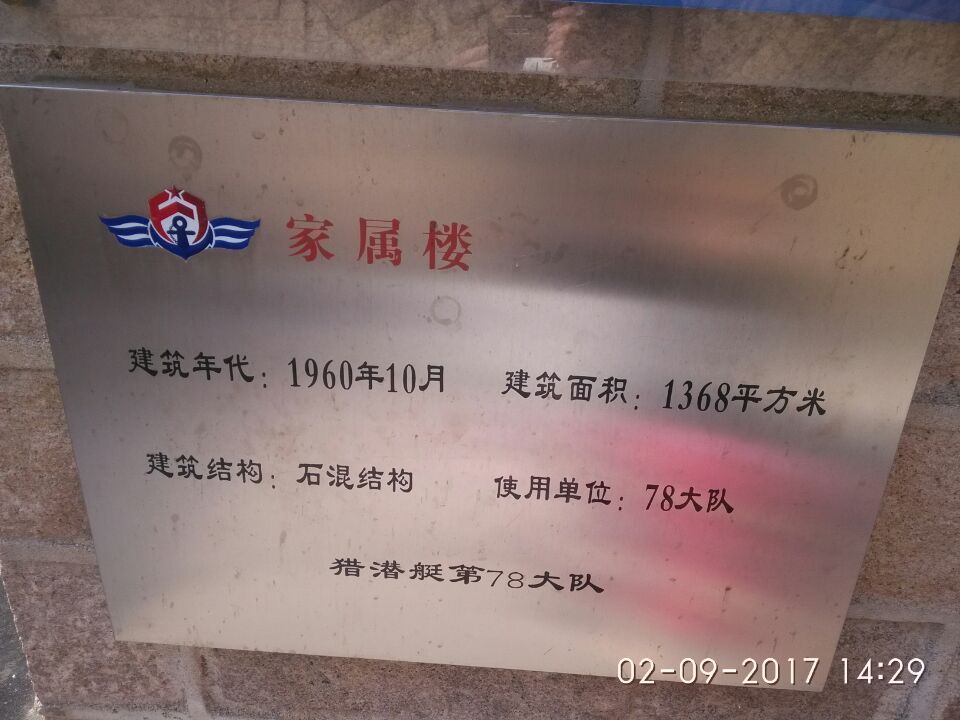 家属楼
建筑年代：1960年10月 建筑面积：1368平方米
建筑结构：石混结构 使用单位：78大队
猎潜艇第78大队
02-09-2017 14:29